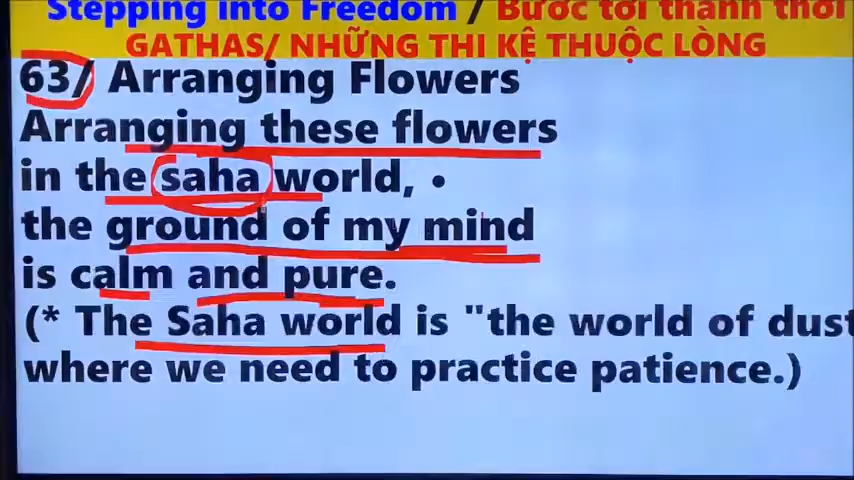 Stepping into Freedom / Bước tới thảnh thơi
GATHAS/ NHỮNG THI KỆ THUỘC LÒNG
63/ Arranging Flowers
Arranging these flowers
in the saha world, •
the ground of my mind
is calm and pure.
(* The Saha world is "the world of dust
where we need to practice patience.)